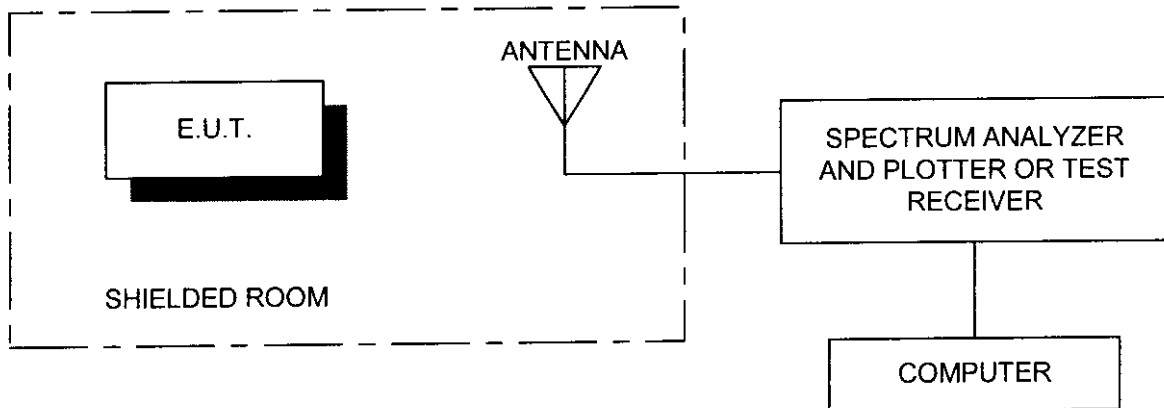 ANTENNA
E.U.T.
SPECTRUM ANALYZER
AND PLOTTER OR TEST
RECEIVER
SHIELDED ROOM
COMPUTER